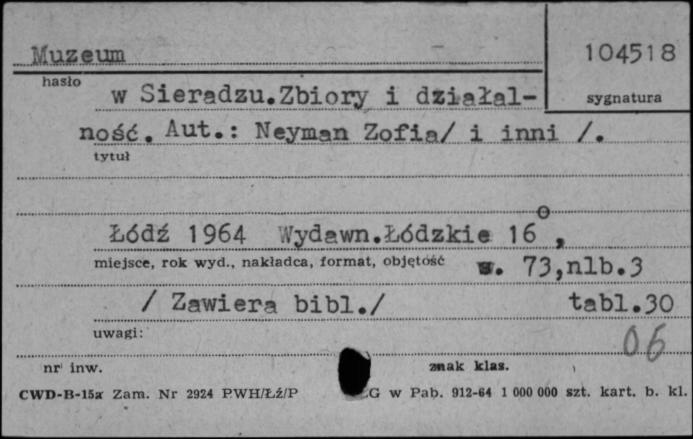 Muzeum 104518
hasło
w Sieradzu.Zbiory i działal- sygnatura
ność. Aut.: Neyman Zofia/ i inni /.
tytuł
Łódź 1964 Wydawn.Łódzkie 16°,
miejsce, rok wyd., nakładca, format, objętość s. 73,nlb.3
/ Zawiera bibl./ tabl.30
uwagi: 06
nr inw. znak klas.
CWD-B-15a Zam. Nr 2924 PWH/Łż/P G w Pab. 912-64 1 000 000 szt. kart. b. kl.